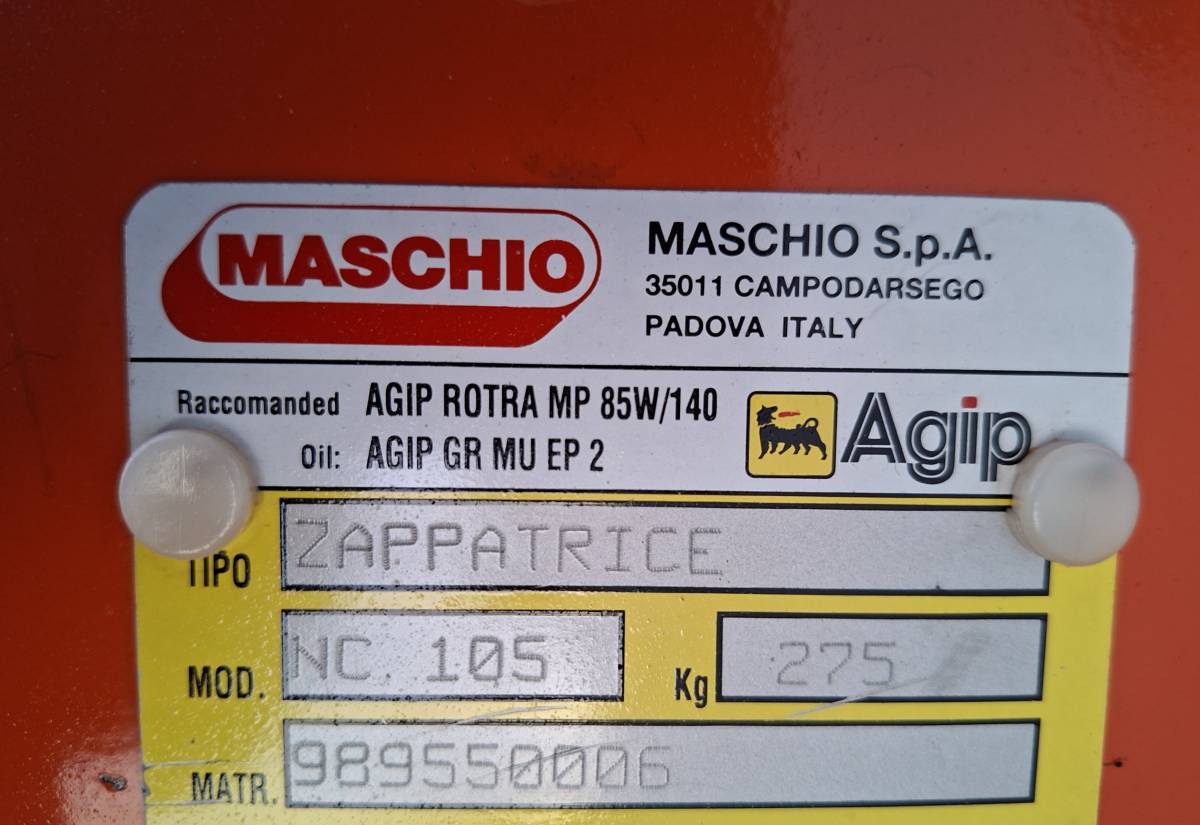 MASCHIO
MASCHIO S.p.A.
35011 CAMPODARSEGO
PADOVA ITALY
Raccomanded AGIP ROTRA MP 85W/140
Oil: AGIP GR MU EP 2
Agip
TIPO ZAPPATRICE
MOD. NC. 105 Kg 275
MATR. 989550006